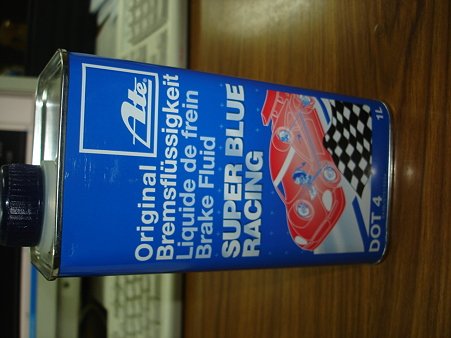 Ate
Original
Bremsflüssigkeit
Liquide de frein
Brake Fluid
SUPER BLUE
RACING
DOT 4
1L